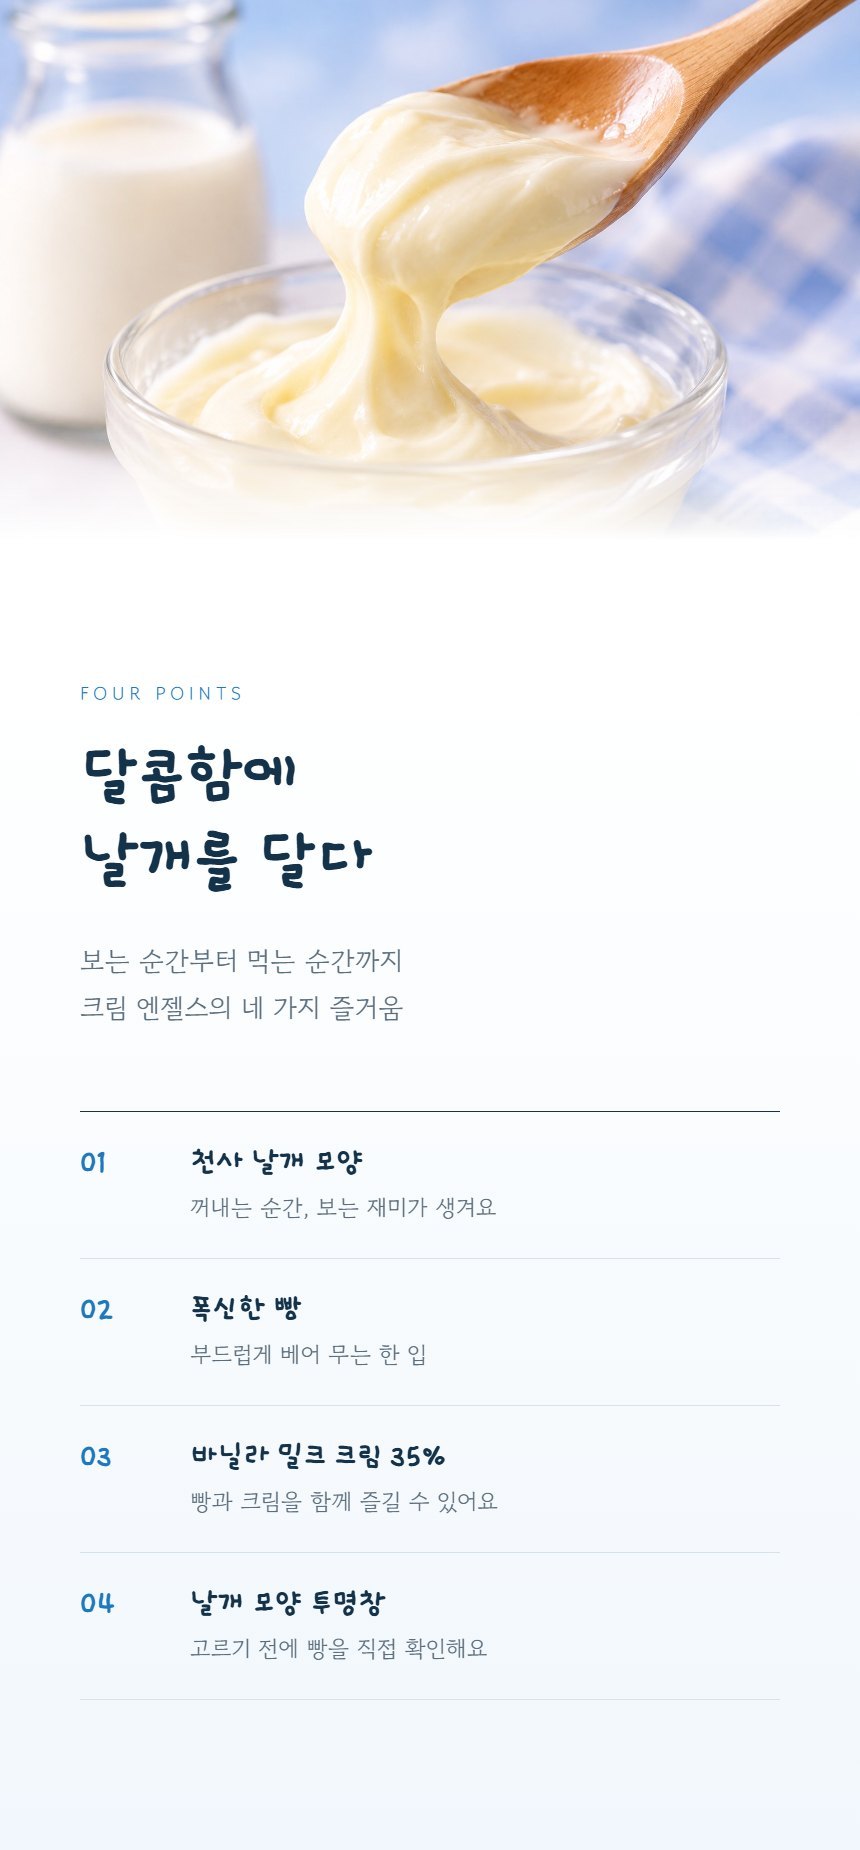 FOUR POINTS
달콤함에
날개를 달다
보는 순간부터 먹는 순간까지
크림 엔젤스의 네 가지 즐거움
01
천사 날개 모양
꺼내는 순간, 보는 재미가 생겨요
02
폭신한 빵
부드럽게 베어 무는 한 입
03
바닐라 밀크 크림 35%
빵과 크림을 함께 즐길 수 있어요
04
날개 모양 투명창
고르기 전에 빵을 직접 확인해요